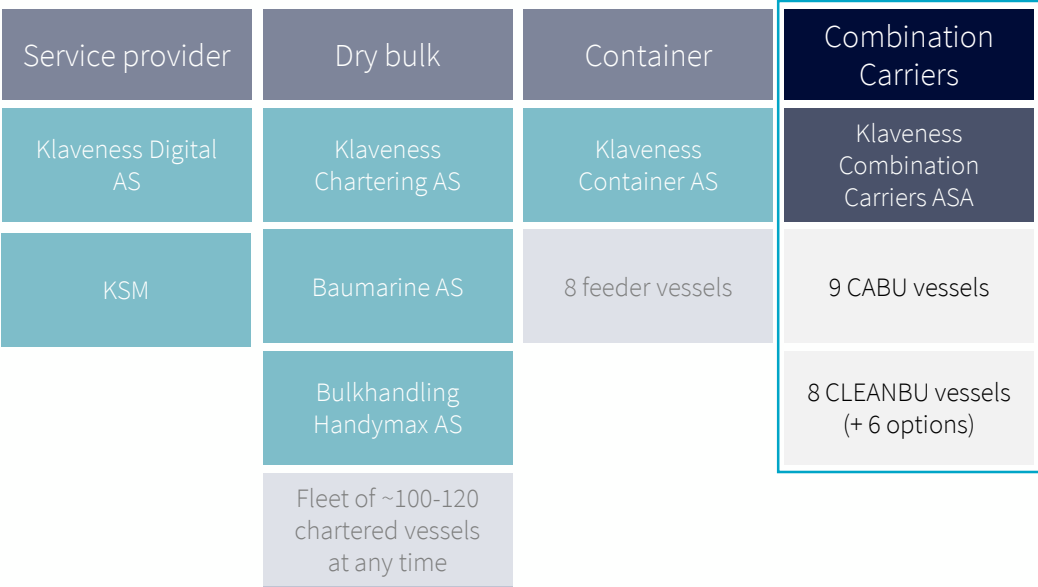 Service provider
Klaveness Digital
AS
KSM
Dry bulk
Klaveness
Chartering AS
Baumarine AS
Bulkhandling
Handymax AS
Fleet of ~100-120
chartered vessels
at any time
Container
Klaveness
Container AS
8 feeder vessels
Combination
Carriers
Klaveness
Combination
Carriers ASA
9 CABU vessels
8 CLEANBU vessels
(+ 6 options)